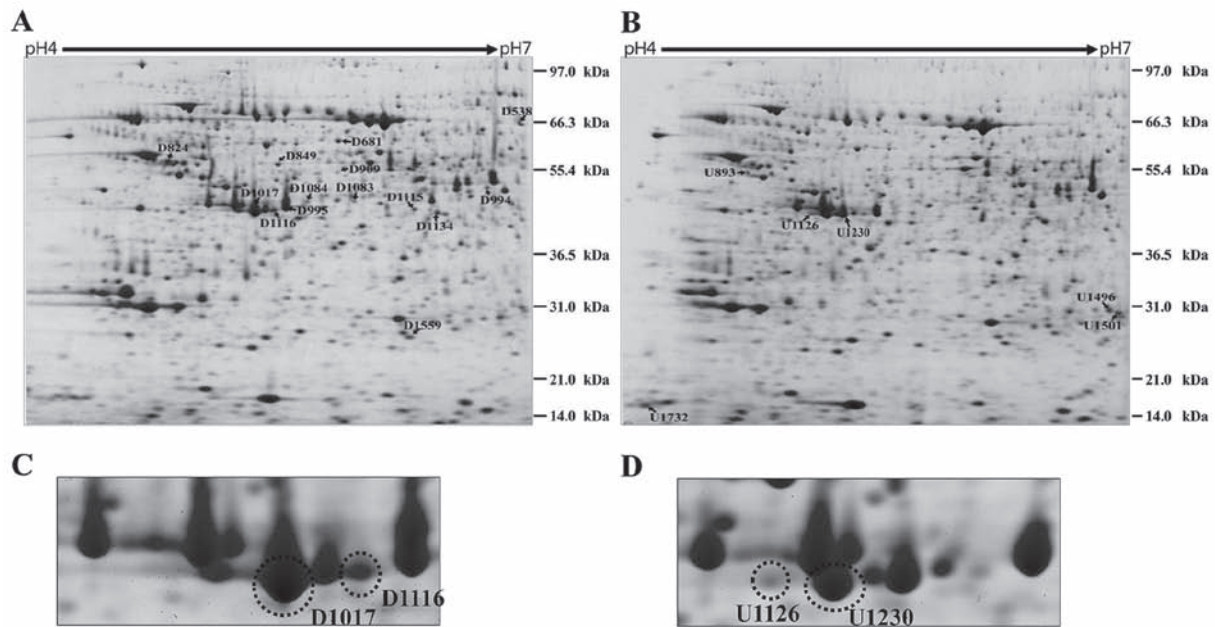 A
B
pH4
pH7
pH4
pH7
97.0 kDa
66.3 kDa
55.4 kDa
36.5 kDa
31.0 kDa
21.0 kDa
14.0 kDa
D538
D681
D824
D849
D909
D1017
D1084
D1083
D1115
D994
D995
D1116
D1134
D1559
97.0 kDa
66.3 kDa
55.4 kDa
36.5 kDa
31.0 kDa
21.0 kDa
14.0 kDa
U893
U1126
U1230
U1496
U1501
U1732
C
D
D1017
D1116
U1126
U1230